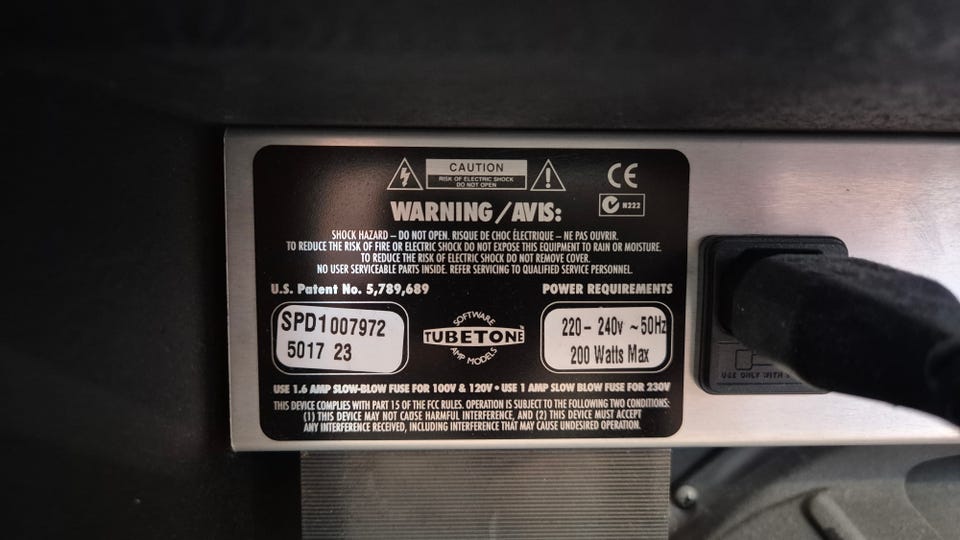 CAUTION
RISK OF ELECTRIC SHOCK
DO NOT OPEN
CE
N222
WARNING/AVIS:
SHOCK HAZARD – DO NOT OPEN. RISQUE DE CHOC ÉLECTRIQUE – NE PAS OUVRIR.
TO REDUCE THE RISK OF FIRE OR ELECTRIC SHOCK DO NOT EXPOSE THIS EQUIPMENT TO RAIN OR MOISTURE.
TO REDUCE THE RISK OF ELECTRIC SHOCK DO NOT REMOVE COVER.
NO USER SERVICEABLE PARTS INSIDE. REFER SERVICING TO QUALIFIED SERVICE PERSONNEL.
U.S. Patent No. 5,789,689
POWER REQUIREMENTS
SPD1007972
5017 23
SOFTWARE
TUBETONE
AMP MODELS
220- 240v ~50Hz
200 Watts Max
USE 1.6 AMP SLOW-BLOW FUSE FOR 100V & 120V • USE 1 AMP SLOW BLOW FUSE FOR 230V
THIS DEVICE COMPLIES WITH PART 15 OF THE FCC RULES. OPERATION IS SUBJECT TO THE FOLLOWING TWO CONDITIONS:
(1) THIS DEVICE MAY NOT CAUSE HARMFUL INTERFERENCE, AND (2) THIS DEVICE MUST ACCEPT
ANY INTERFERENCE RECEIVED, INCLUDING INTERFERENCE THAT MAY CAUSE UNDESIRED OPERATION.
USE ONLY WITH